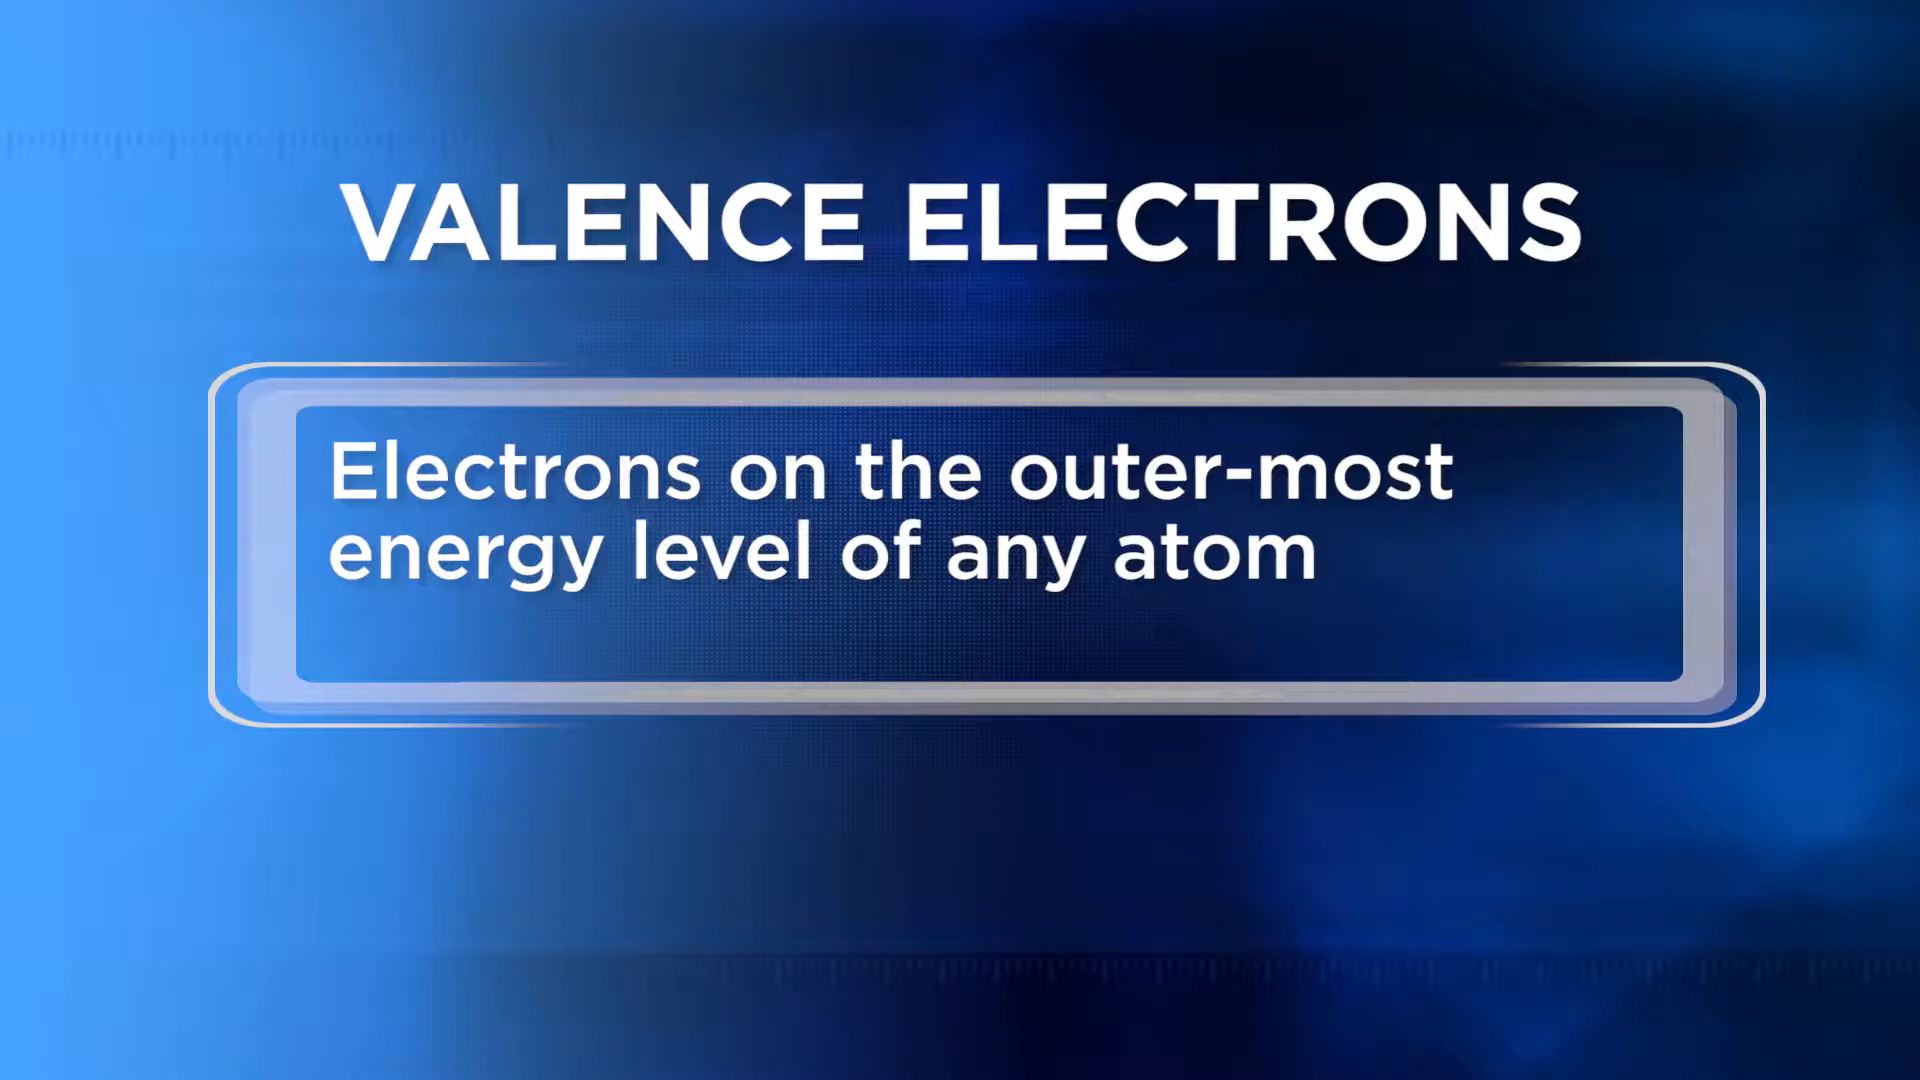 VALENCE ELECTRONS
Electrons on the outer-most
energy level of any atom